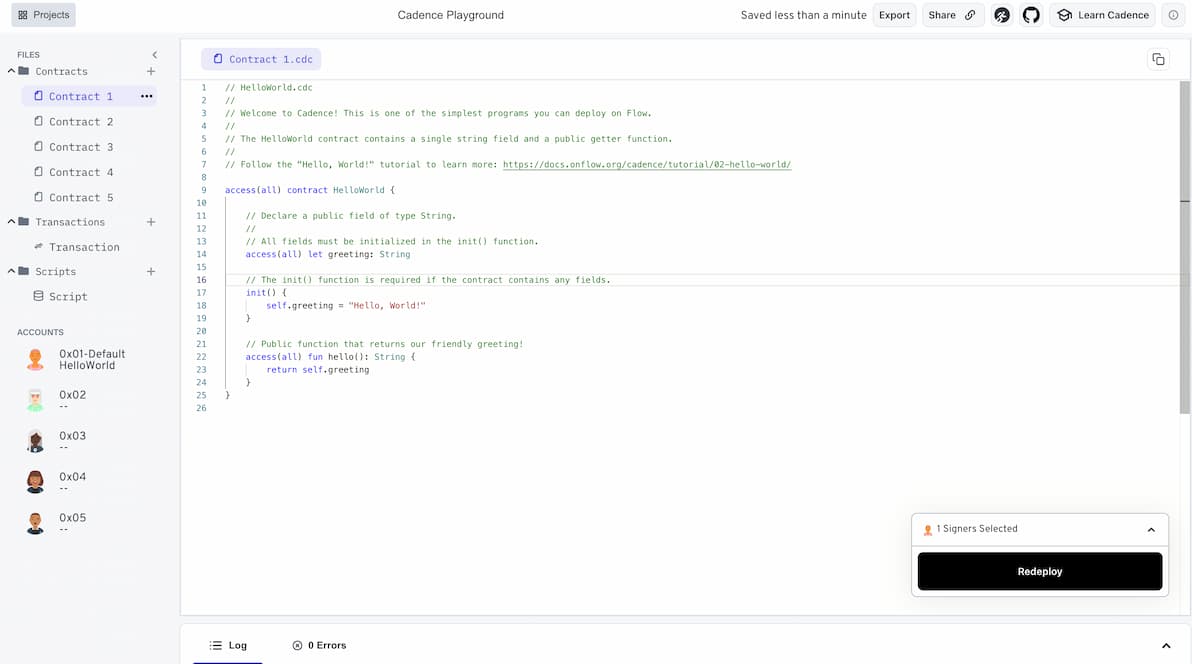 Projects
Cadence Playground
Saved less than a minute
Export
Share
Learn Cadence
FILES
Contracts
Contract 1
Contract 2
Contract 3
Contract 4
Contract 5
Transactions
Transaction
Scripts
Script
ACCOUNTS
0x01-Default
HelloWorld
0x02
--
0x03
--
0x04
--
0x05
--
Contract 1.cdc
1 // HelloWorld.cdc
2 //
3 // Welcome to Cadence! This is one of the simplest programs you can deploy on Flow.
4 //
5 // The HelloWorld contract contains a single string field and a public getter function.
6 //
7 // Follow the "Hello, World!" tutorial to learn more: https://docs.onflow.org/cadence/tutorial/02-hello-world/
8
9 access(all) contract HelloWorld {
10
11 // Declare a public field of type String.
12 //
13 // All fields must be initialized in the init() function.
14 access(all) let greeting: String
15
16 // The init() function is required if the contract contains any fields.
17 init() {
18 self.greeting = "Hello, World!"
19 }
20
21 // Public function that returns our friendly greeting!
22 access(all) fun hello(): String {
23 return self.greeting
24 }
25 }
26
1 Signers Selected
Redeploy
Log
0 Errors